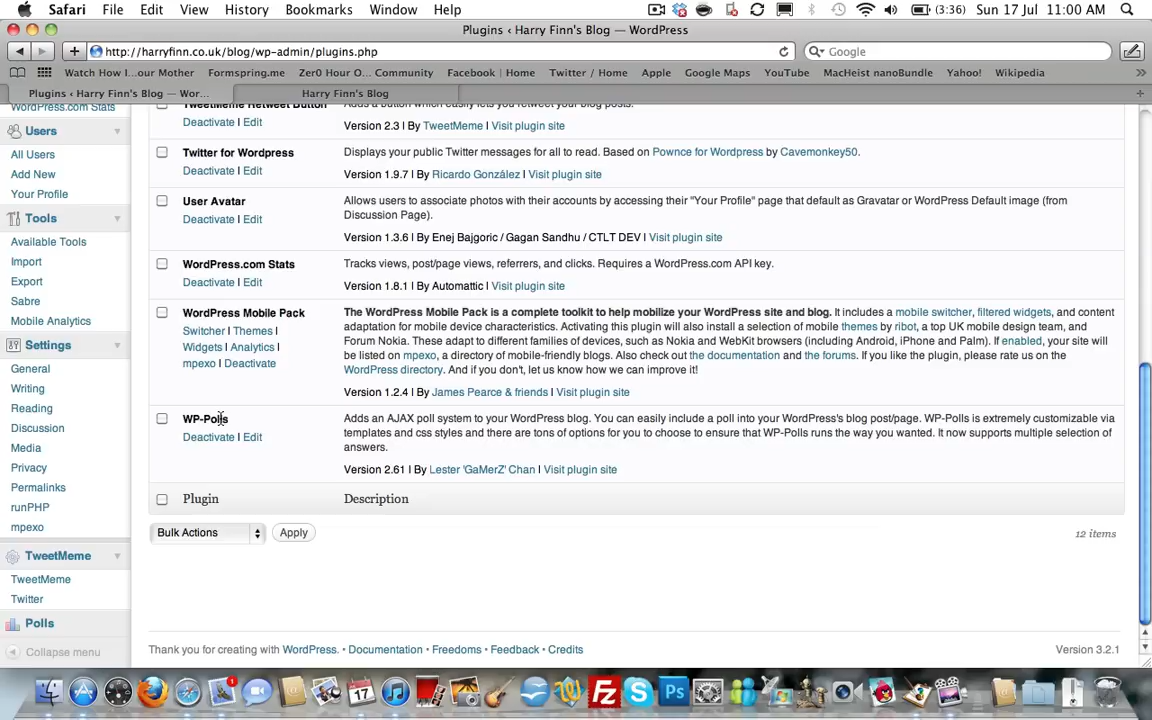 Safari File Edit View History Bookmarks Window Help (3:36) Sun 17 Jul 11:00 AM
Plugins ‹ Harry Finn's Blog — WordPress
http://harryfinn.co.uk/blog/wp-admin/plugins.php Google
Watch How I...our Mother Formspring.me Zer0 Hour O... Community Facebook | Home Twitter / Home Apple Google Maps YouTube MacHeist nanoBundle Yahoo! Wikipedia
Plugins ‹ Harry Finn's Blog — Wor... Harry Finn's Blog
WordPress.com Stats
Users
All Users
Add New
Your Profile
Tools
Available Tools
Import
Export
Sabre
Mobile Analytics
Settings
General
Writing
Reading
Discussion
Media
Privacy
Permalinks
runPHP
mpexo
TweetMeme
TweetMeme
Twitter
Polls
Collapse menu
TweetMeme Retweet Button Adds a button which easily lets you retweet your blog posts.
Deactivate | Edit Version 2.3 | By TweetMeme | Visit plugin site
Twitter for Wordpress Displays your public Twitter messages for all to read. Based on Pownce for Wordpress by Cavemonkey50.
Deactivate | Edit Version 1.9.7 | By Ricardo González | Visit plugin site
User Avatar Allows users to associate photos with their accounts by accessing their "Your Profile" page that default as Gravatar or WordPress Default image (from
Deactivate | Edit Discussion Page).
Version 1.3.6 | By Enej Bajgoric / Gagan Sandhu / CTLT DEV | Visit plugin site
WordPress.com Stats Tracks views, post/page views, referrers, and clicks. Requires a WordPress.com API key.
Deactivate | Edit Version 1.8.1 | By Automattic | Visit plugin site
WordPress Mobile Pack The WordPress Mobile Pack is a complete toolkit to help mobilize your WordPress site and blog. It includes a mobile switcher, filtered widgets, and content
Switcher | Themes | adaptation for mobile device characteristics. Activating this plugin will also install a selection of mobile themes by ribot, a top UK mobile design team, and
Widgets | Analytics | Forum Nokia. These adapt to different families of devices, such as Nokia and WebKit browsers (including Android, iPhone and Palm). If enabled, your site will
mpexo | Deactivate be listed on mpexo, a directory of mobile-friendly blogs. Also check out the documentation and the forums. If you like the plugin, please rate us on the
WordPress directory. And if you don't, let us know how we can improve it!
Version 1.2.4 | By James Pearce & friends | Visit plugin site
WP-Polls Adds an AJAX poll system to your WordPress blog. You can easily include a poll into your WordPress's blog post/page. WP-Polls is extremely customizable via
Deactivate | Edit templates and css styles and there are tons of options for you to choose to ensure that WP-Polls runs the way you wanted. It now supports multiple selection of
answers.
Version 2.61 | By Lester 'GaMerZ' Chan | Visit plugin site
Plugin Description
Bulk Actions Apply 12 items
Thank you for creating with WordPress. • Documentation • Freedoms • Feedback • Credits Version 3.2.1
17